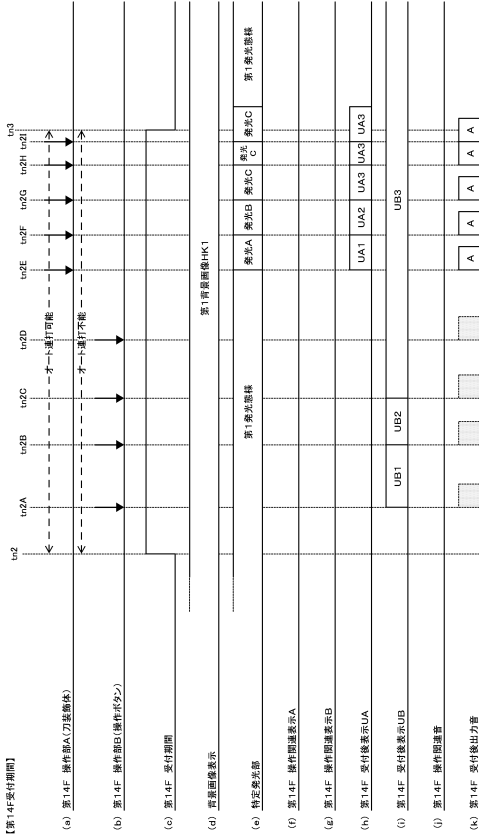 【第14F受付期間】
tn2 tn2A tn2B tn2C tn2D tn2E tn2F tn2G tn2H tn2I tn3
オート連打可能
(a) 第14F 操作部A(刀装飾体)
オート連打不能
(b) 第14F 操作部B(操作ボタン)
(c) 第14F 受付期間
(d) 背景画像表示 第1背景画像HK1
(e) 特定発光部 第1発光態様 発光A 発光B 発光C 発光C 発光C 第1発光態様
(f) 第14F 操作関連表示A
(g) 第14F 操作関連表示B
(h) 第14F 受付後表示UA UA1 UA2 UA3 UA3 UA3
(i) 第14F 受付後表示UB UB1 UB2 UB3
(j) 第14F 操作関連音
(k) 第14F 受付後出力音 A A A A A